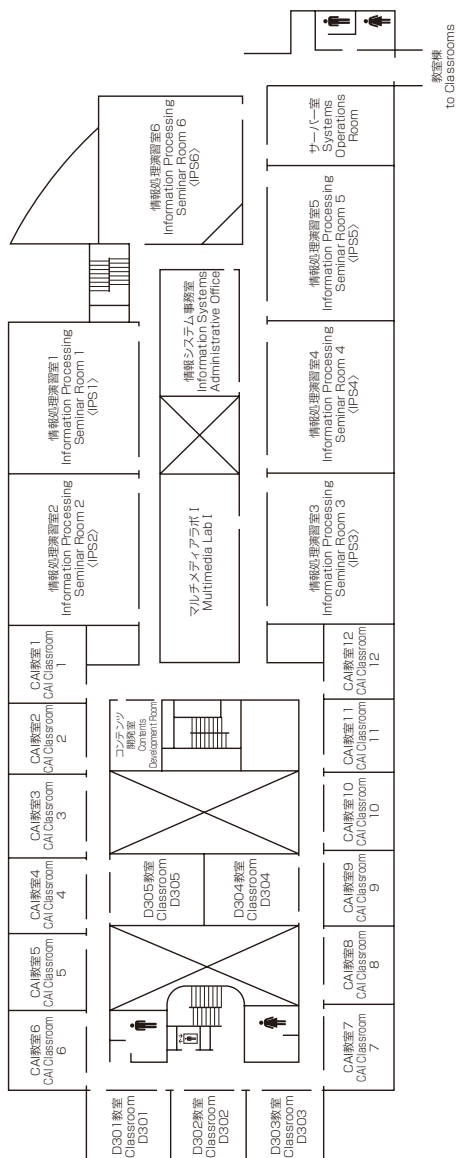 教室棟
to Classrooms
サーバー室
Systems
Operations
Room
情報処理演習室6
Information Processing
Seminar Room 6
〈IPS6〉
情報処理演習室5
Information Processing
Seminar Room 5
〈IPS5〉
情報システム事務室
Information Systems
Administrative Office
情報処理演習室1
Information Processing
Seminar Room 1
〈IPS1〉
情報処理演習室4
Information Processing
Seminar Room 4
〈IPS4〉
情報処理演習室2
Information Processing
Seminar Room 2
〈IPS2〉
マルチメディアラボ I
Multimedia Lab I
情報処理演習室3
Information Processing
Seminar Room 3
〈IPS3〉
CAI教室1
CAI Classroom
1
CAI教室12
CAI Classroom
12
CAI教室2
CAI Classroom
2
コンテンツ
開発室
Contents
Development Room
CAI教室11
CAI Classroom
11
CAI教室3
CAI Classroom
3
CAI教室10
CAI Classroom
10
CAI教室4
CAI Classroom
4
D305教室
Classroom
D305
D304教室
Classroom
D304
CAI教室9
CAI Classroom
9
CAI教室5
CAI Classroom
5
CAI教室8
CAI Classroom
8
CAI教室6
CAI Classroom
6
CAI教室7
CAI Classroom
7
D301教室
Classroom
D301
D302教室
Classroom
D302
D303教室
Classroom
D303